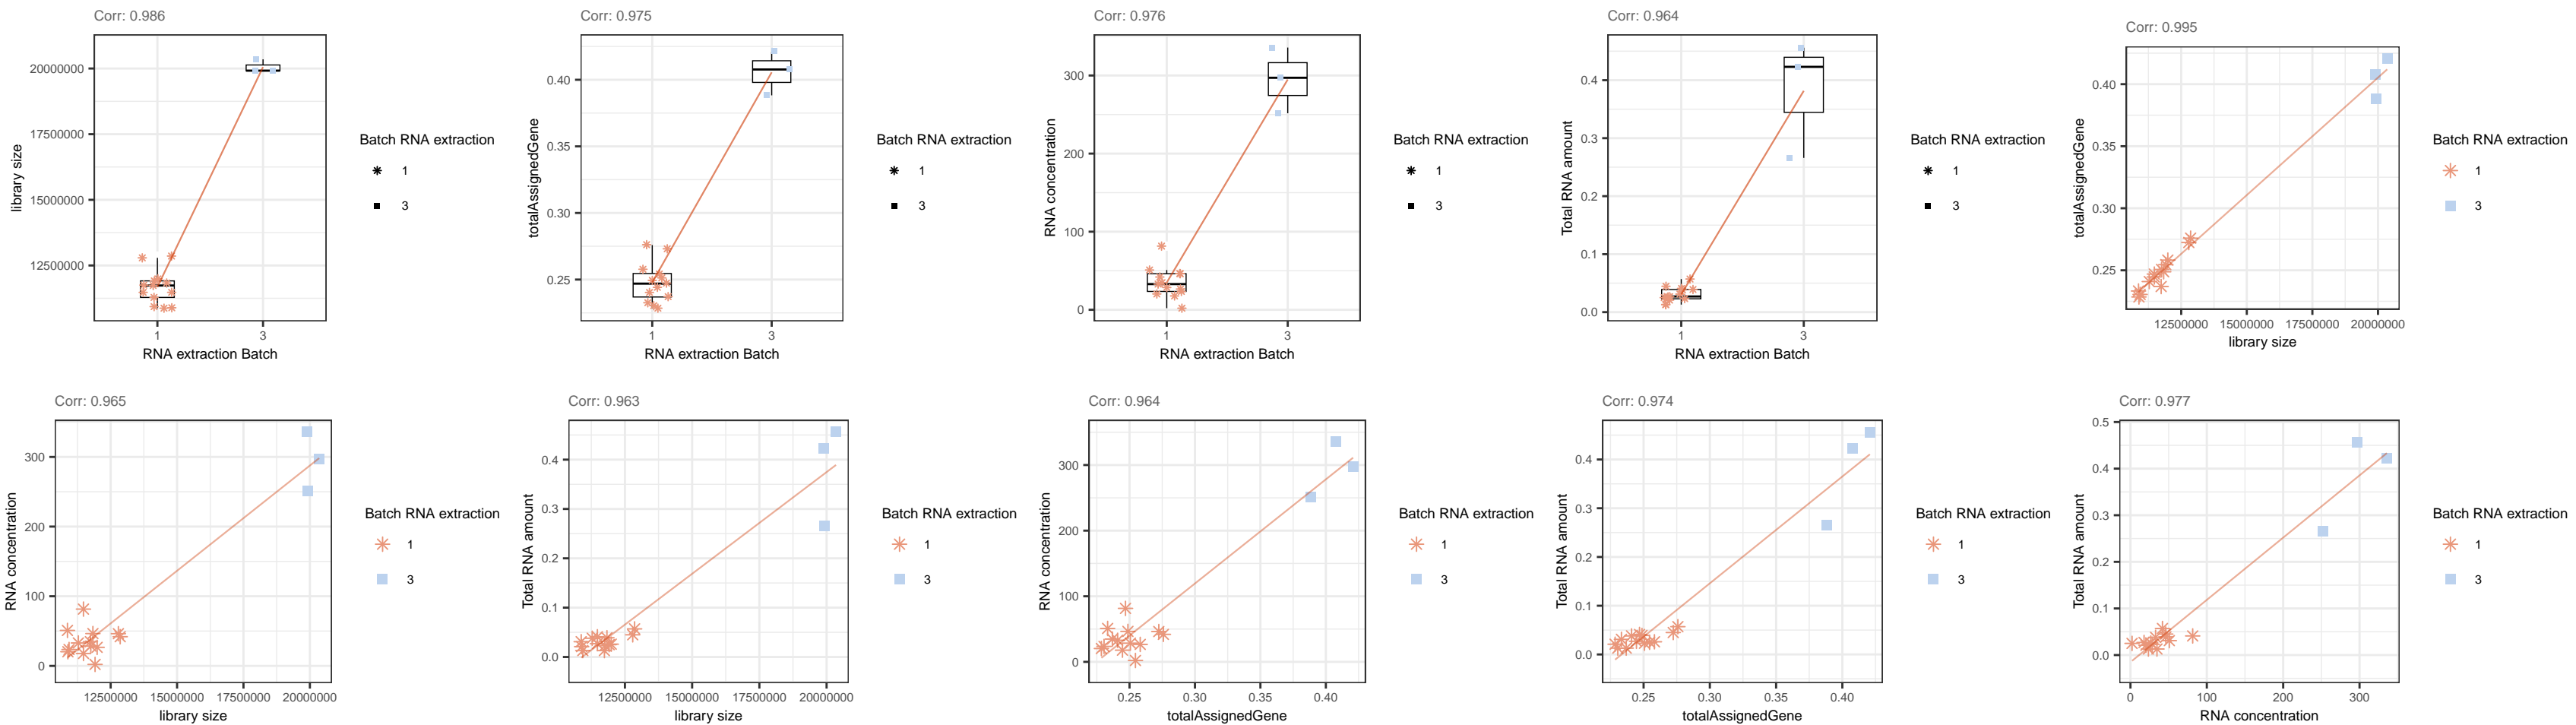 Corr: 0.986
library size
20000000
17500000
15000000
12500000
1
3
RNA extraction Batch
Batch RNA extraction
1
3
Corr: 0.975
totalAssignedGene
0.40
0.35
0.30
0.25
1
3
RNA extraction Batch
Batch RNA extraction
1
3
Corr: 0.976
RNA concentration
300
200
100
0
1
3
RNA extraction Batch
Batch RNA extraction
1
3
Corr: 0.964
Total RNA amount
0.4
0.3
0.2
0.1
0.0
1
3
RNA extraction Batch
Batch RNA extraction
1
3
Corr: 0.995
totalAssignedGene
0.40
0.35
0.30
0.25
12500000 15000000 17500000 20000000
library size
Batch RNA extraction
1
3
Corr: 0.965
RNA concentration
300
200
100
0
12500000 15000000 17500000 20000000
library size
Batch RNA extraction
1
3
Corr: 0.963
Total RNA amount
0.4
0.3
0.2
0.1
0.0
12500000 15000000 17500000 20000000
library size
Batch RNA extraction
1
3
Corr: 0.964
RNA concentration
300
200
100
0
0.25 0.30 0.35 0.40
totalAssignedGene
Batch RNA extraction
1
3
Corr: 0.974
Total RNA amount
0.4
0.3
0.2
0.1
0.0
0.25 0.30 0.35 0.40
totalAssignedGene
Batch RNA extraction
1
3
Corr: 0.977
Total RNA amount
0.5
0.4
0.3
0.2
0.1
0.0
0 100 200 300
RNA concentration
Batch RNA extraction
1
3